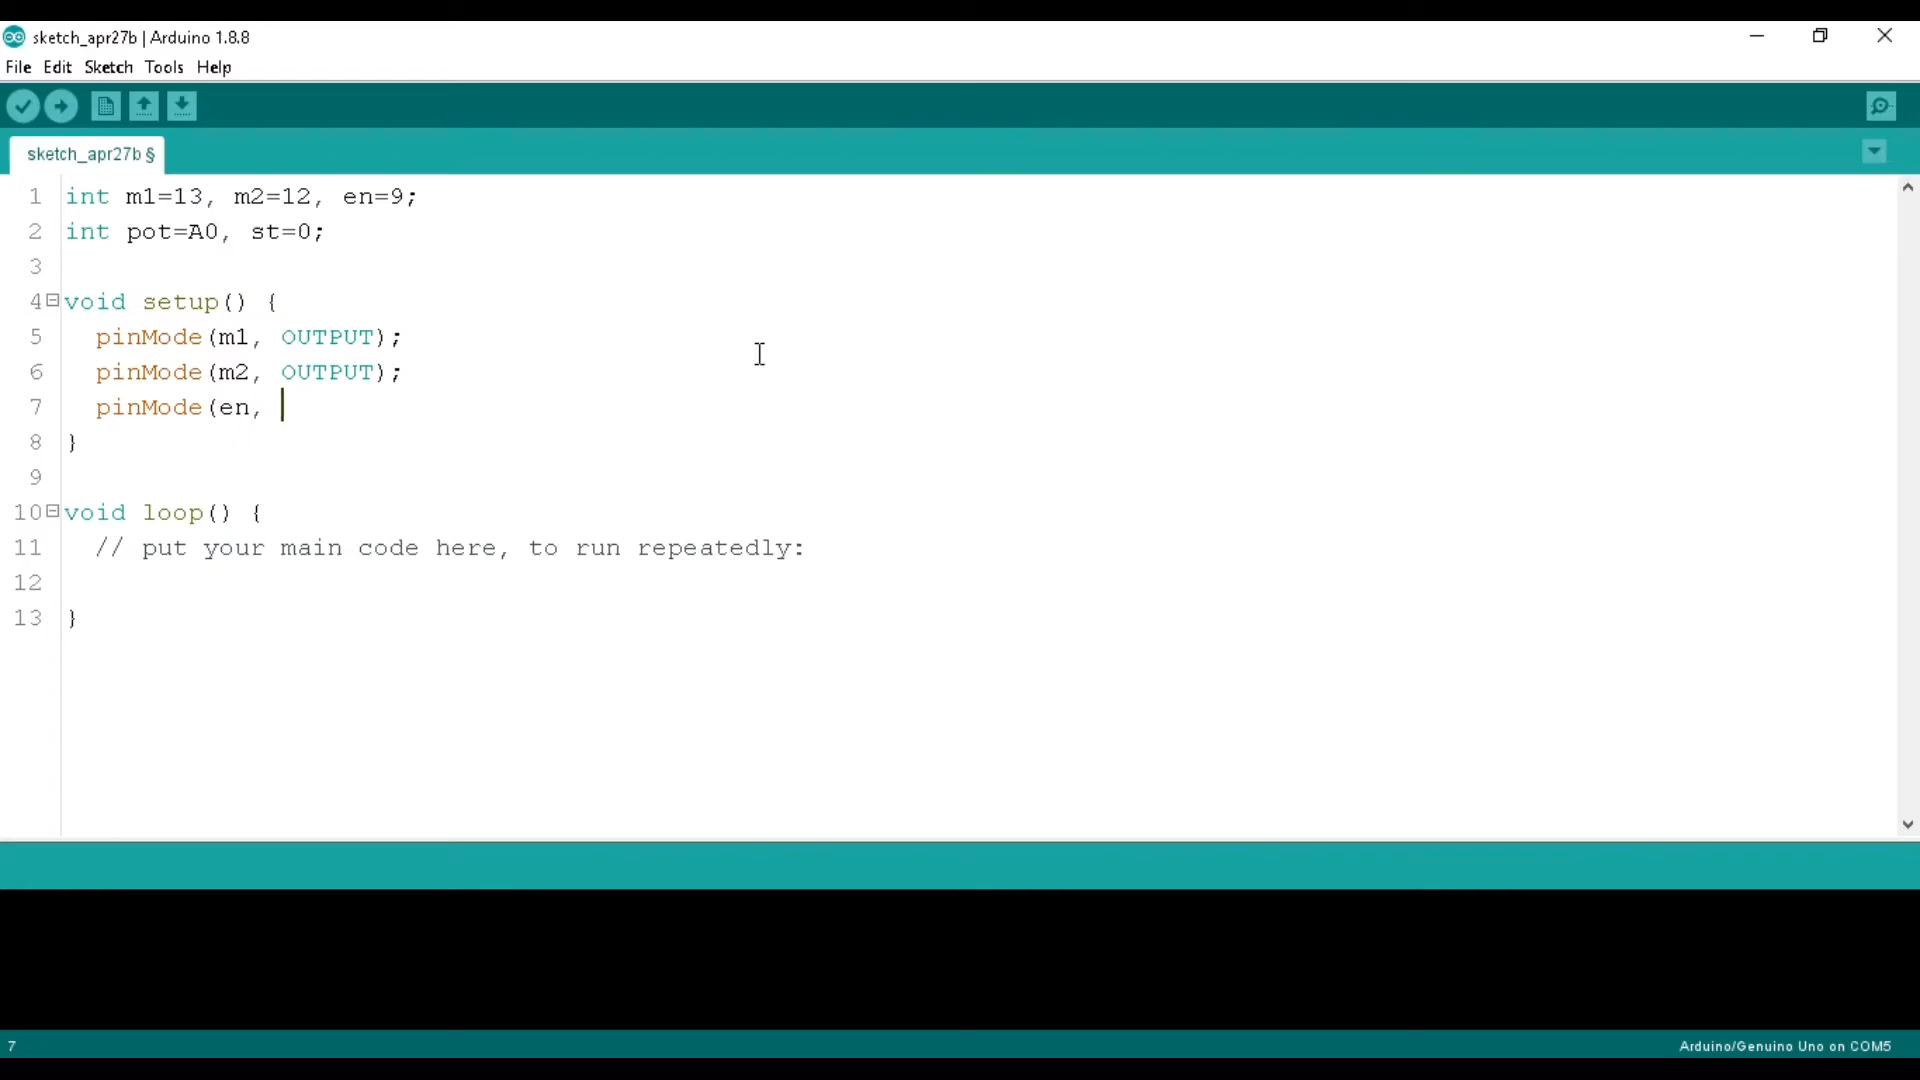 sketch_apr27b | Arduino 1.8.8
File Edit Sketch Tools Help
sketch_apr27b §
1 int m1=13, m2=12, en=9;
2 int pot=A0, st=0;
3
4 void setup() {
5 pinMode(m1, OUTPUT);
6 pinMode(m2, OUTPUT);
7 pinMode(en,
8 }
9
10 void loop() {
11 // put your main code here, to run repeatedly:
12
13 }
7 Arduino/Genuino Uno on COM5